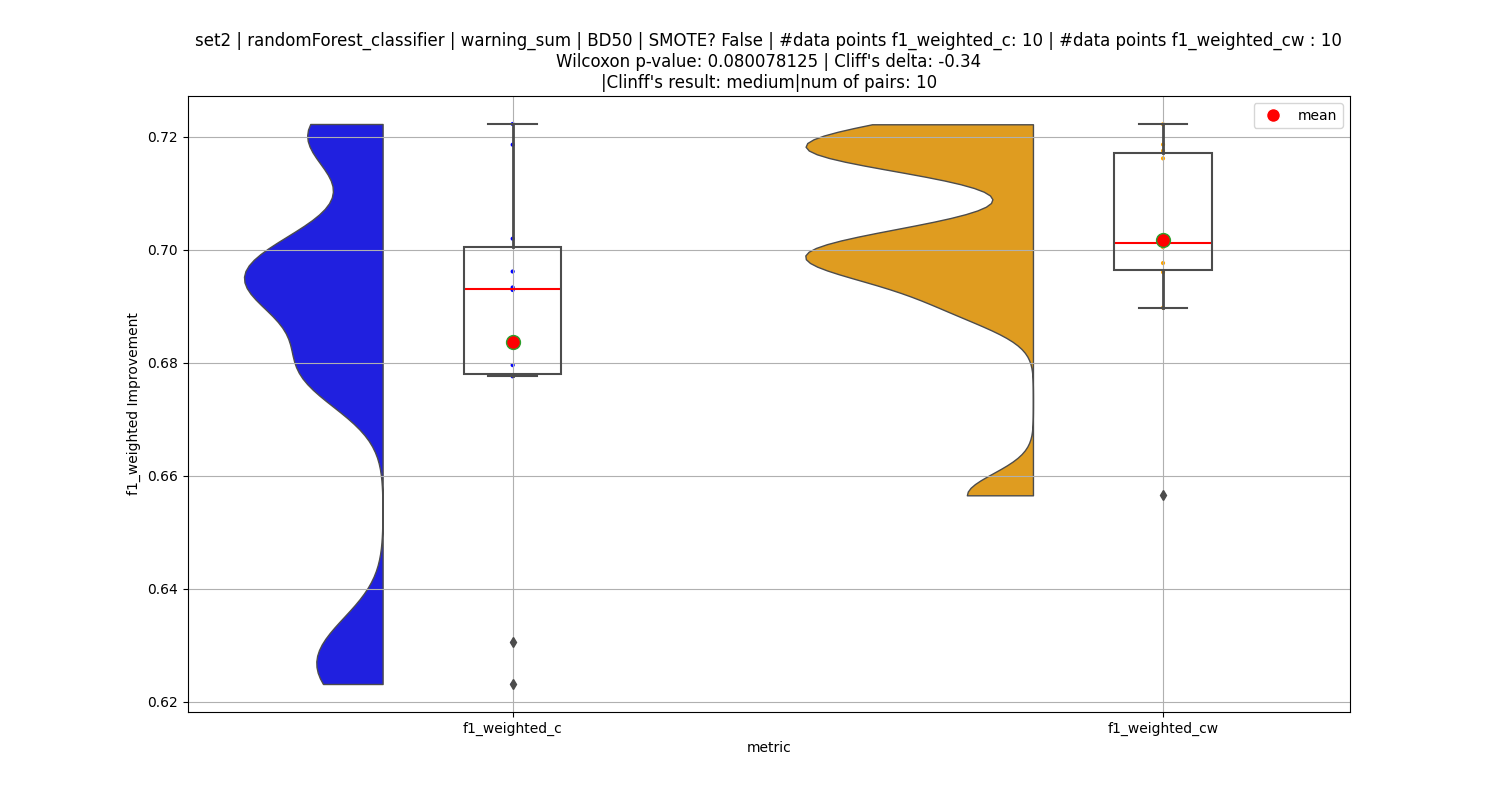 set2 | randomForest_classifier | warning_sum | BD50 | SMOTE? False | #data points f1_weighted_c: 10 | #data points f1_weighted_cw : 10
Wilcoxon p-value: 0.080078125 | Cliff's delta: -0.34
|Clinff's result: medium|num of pairs: 10
mean
0.72
0.70
0.68
0.66
0.64
0.62
f1_weighted Improvement
f1_weighted_c
f1_weighted_cw
metric